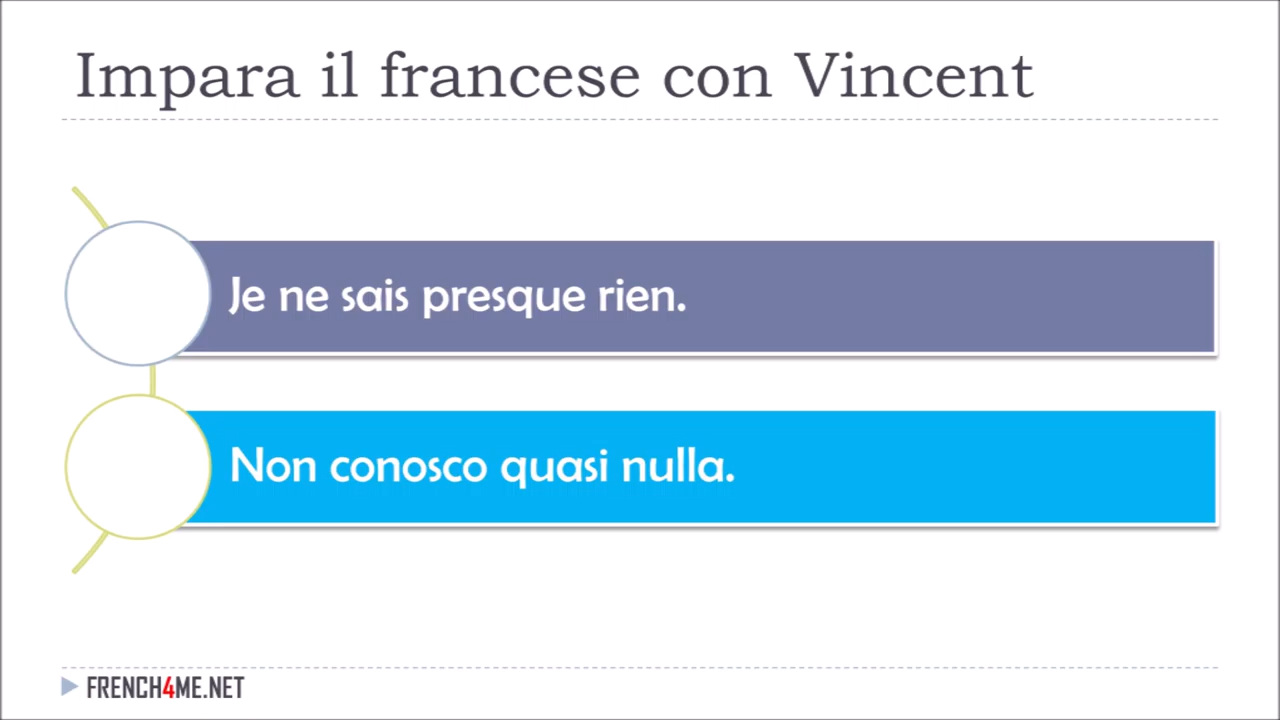 Impara il francese con Vincent
Je ne sais presque rien.
Non conosco quasi nulla.
FRENCH4ME.NET